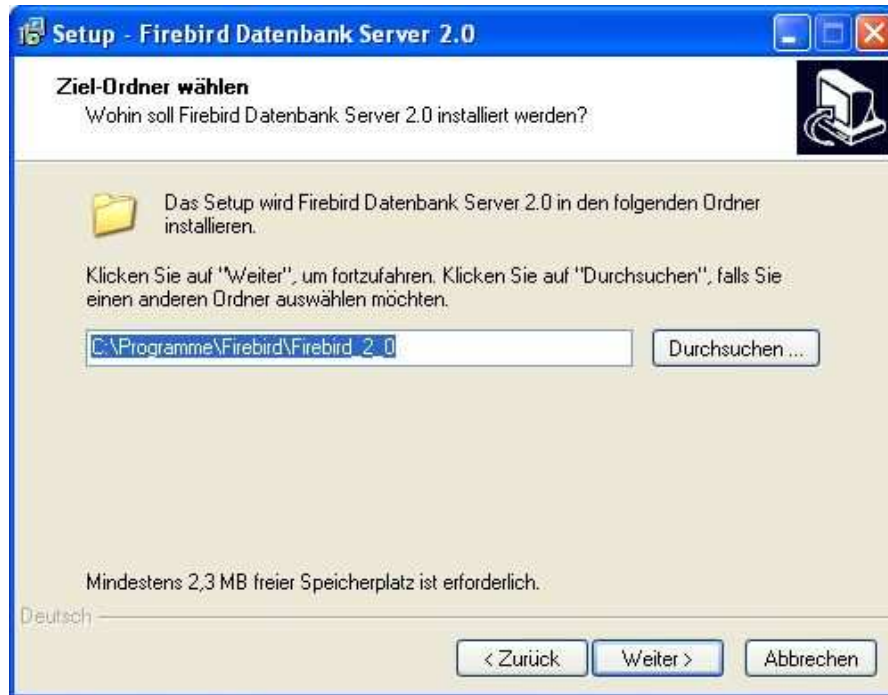 Setup - Firebird Datenbank Server 2.0
Ziel-Ordner wählen
Wohin soll Firebird Datenbank Server 2.0 installiert werden?
Das Setup wird Firebird Datenbank Server 2.0 in den folgenden Ordner
installieren.
Klicken Sie auf "Weiter", um fortzufahren. Klicken Sie auf "Durchsuchen", falls Sie
einen anderen Ordner auswählen möchten.
C:\Programme\Firebird\Firebird_2_0
Durchsuchen ...
Mindestens 2,3 MB freier Speicherplatz ist erforderlich.
Deutsch
< Zurück
Weiter >
Abbrechen